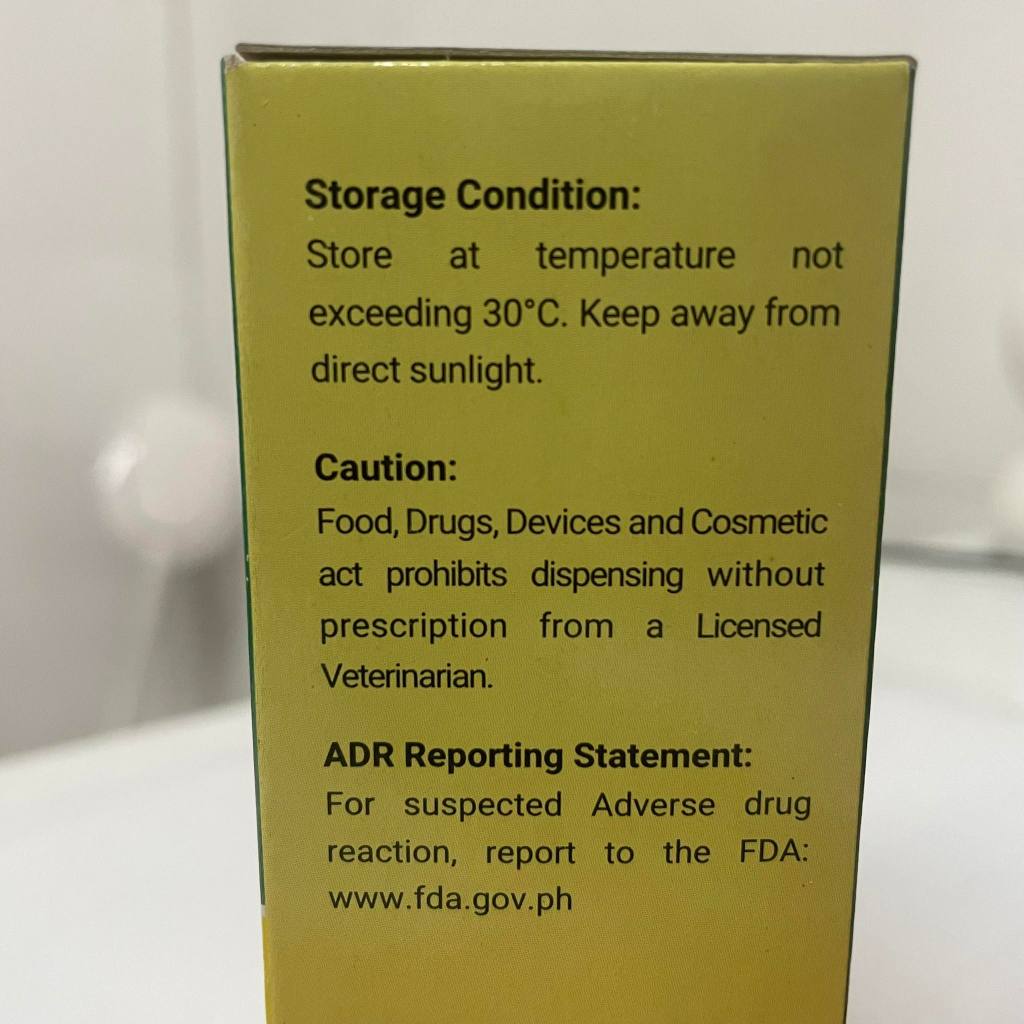 Storage Condition:
Store at temperature not
exceeding 30°C. Keep away from
direct sunlight.
Caution:
Food, Drugs, Devices and Cosmetic
act prohibits dispensing without
prescription from a Licensed
Veterinarian.
ADR Reporting Statement:
For suspected Adverse drug
reaction, report to the FDA:
www.fda.gov.ph